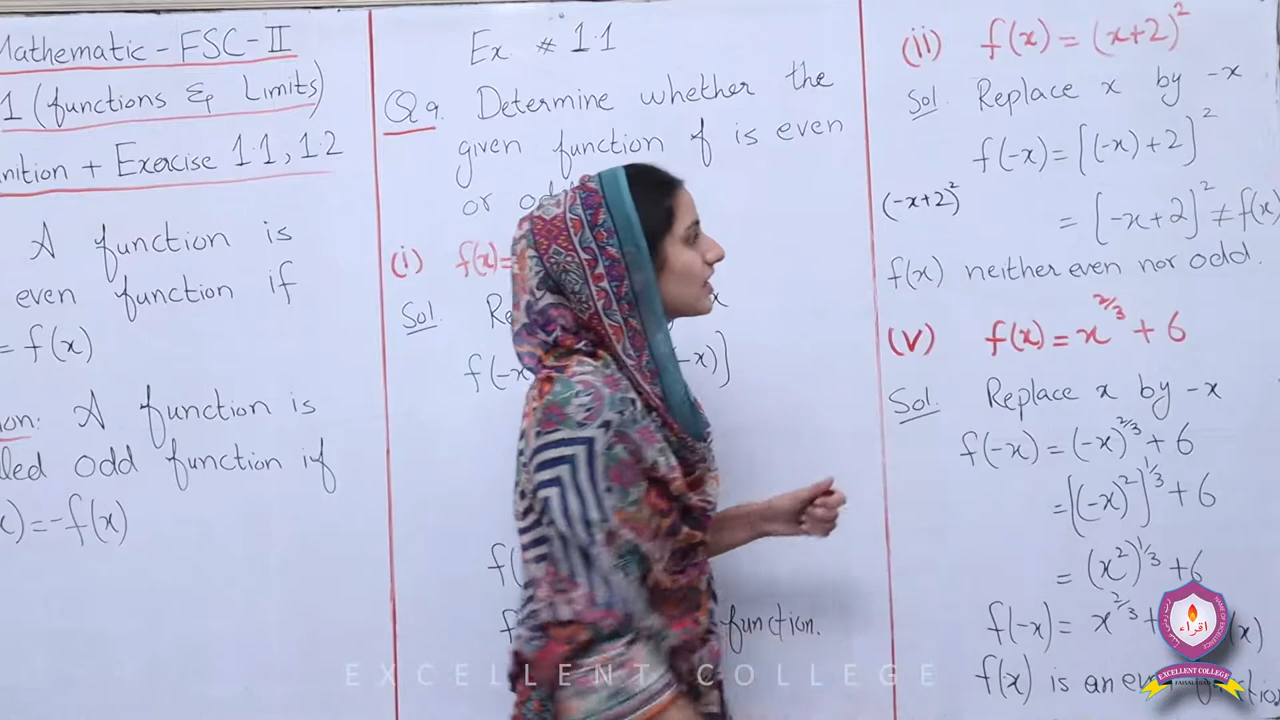 Mathematic - FSC-II
1 (functions & Limits)
nition + Exercise 1.1, 1.2
A function is
even function if
= f(x)
on: A function is
led odd function if
x) = -f(x)
Ex. # 1.1
Q9. Determine whether the
given function f is even
or
(i) f(x) =
Sol.
f(-x
-x)]
f(
function.
(ii) f(x) = (x+2)²
Sol. Replace x by -x
f(-x) = [(-x)+2]²
(-x+2)²
= [-x+2]² ≠ f(x)
f(x) neither even nor odd.
(v) f(x) = x^{2/3} + 6
Sol. Replace x by -x
f(-x) = (-x)^{2/3} + 6
= [(-x)²]^{1/3} + 6
= (x²)^{1/3} + 6
f(-x) = x^{2/3} +
(x)
f(x) is an
اقراء
EXCELLENT COLLEGE
FAISALABAD
EXCELLENT COLLEGE